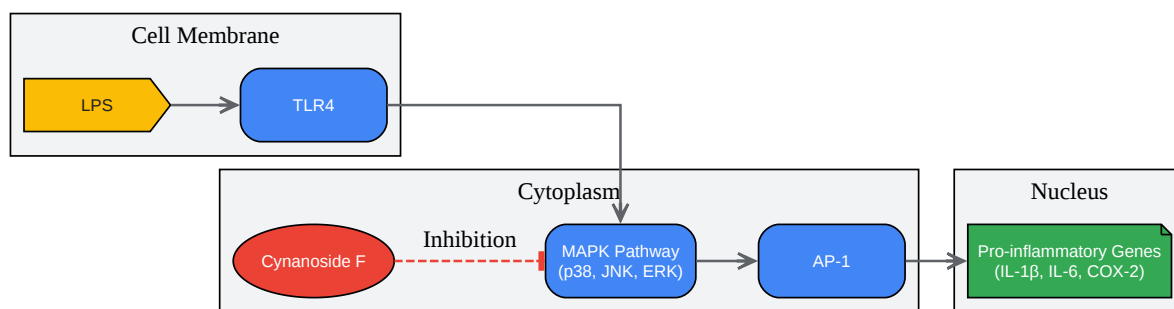 Cell Membrane
LPS
TLR4
Cytoplasm
Nucleus
Cynanoside F
Inhibition
MAPK Pathway
(p38, JNK, ERK)
AP-1
Pro-inflammatory Genes
(IL-1β, IL-6, COX-2)